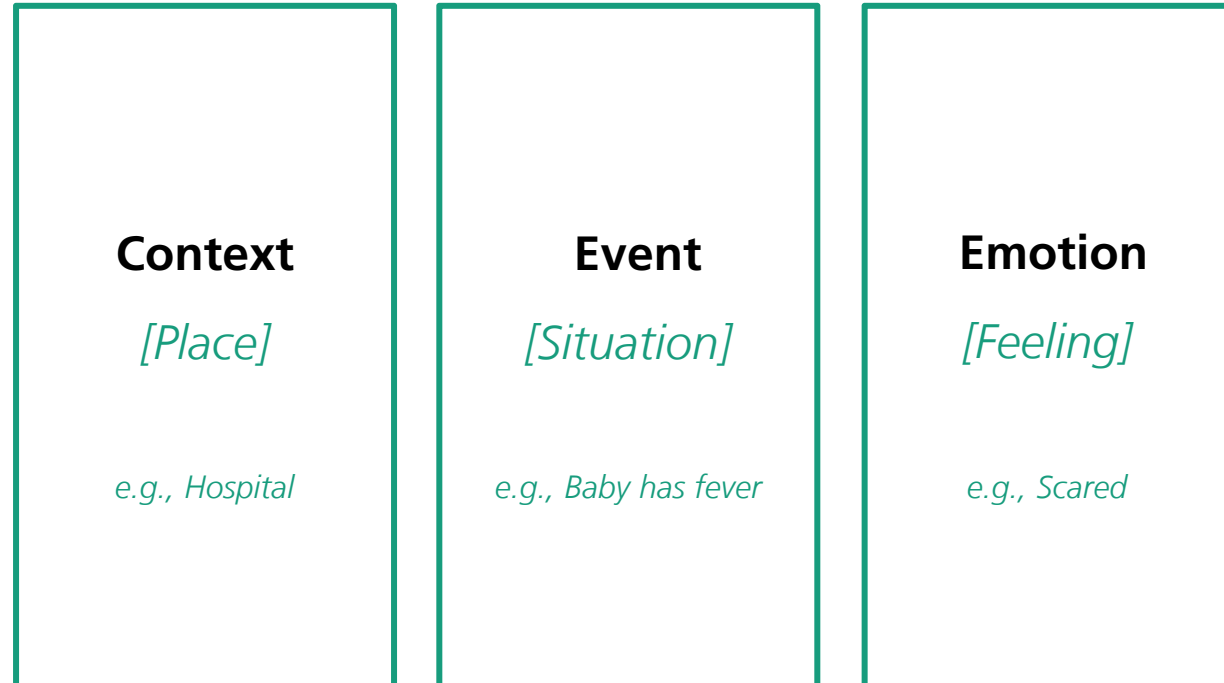 Context
[Place]
e.g., Hospital
Event
[Situation]
e.g., Baby has fever
Emotion
[Feeling]
e.g., Scared